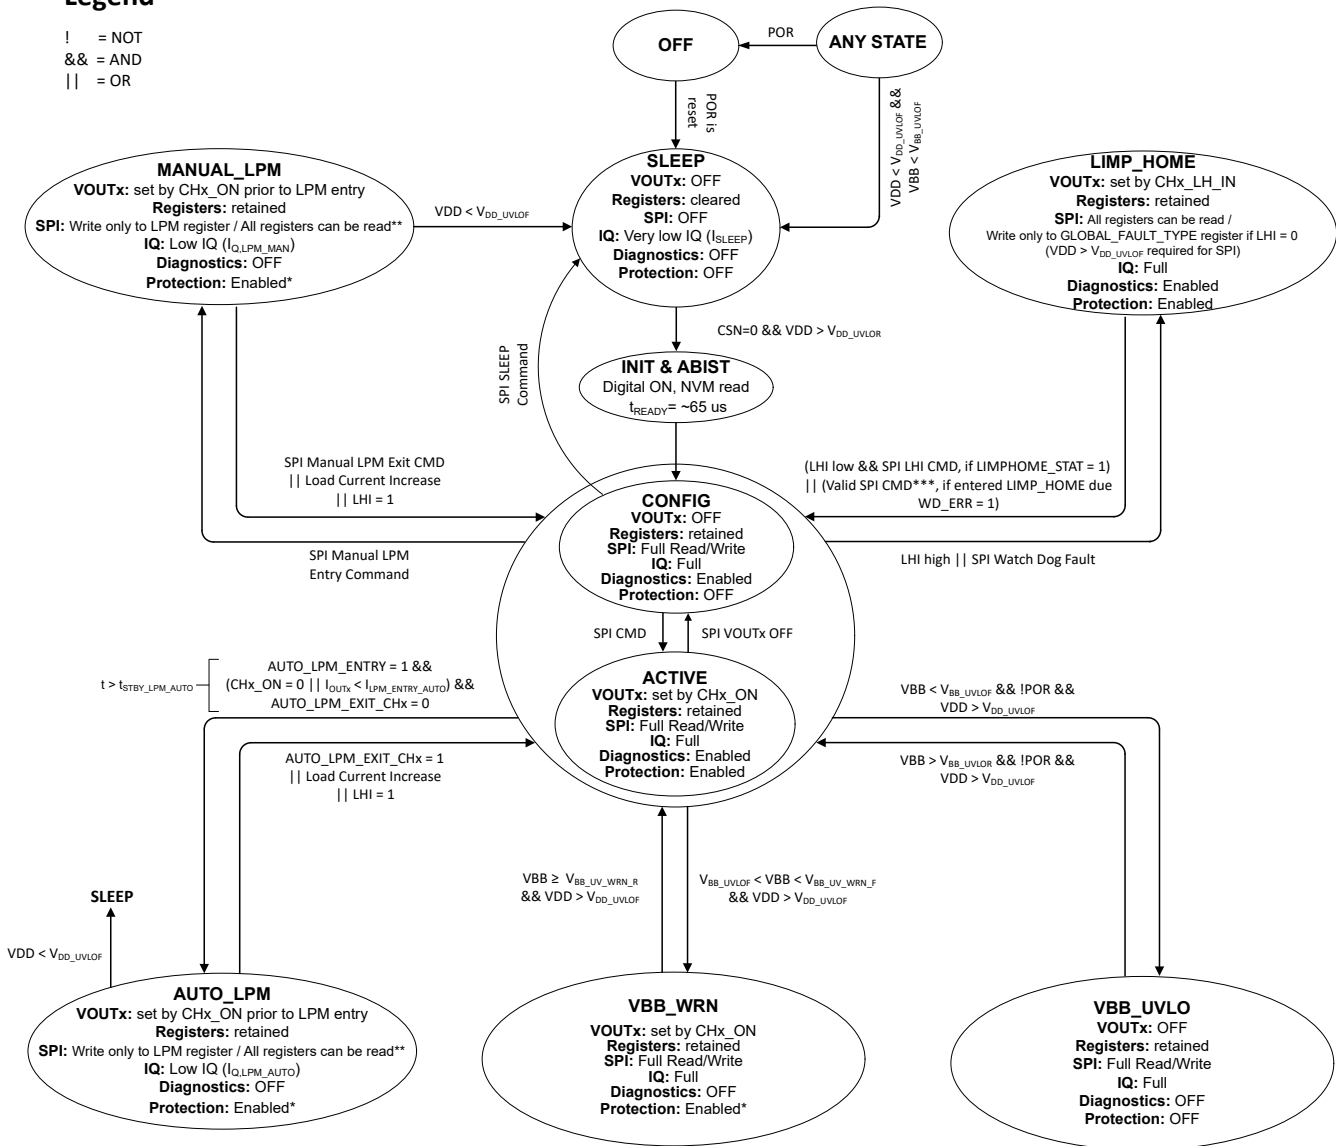 Legend
! = NOT
&& = AND
|| = OR
OFF
POR
ANY STATE
POR is
reset
VDD < VDD_UVLOF &&
VBB < VBB_UVLOF
SLEEP
VOUTx: OFF
Registers: cleared
SPI: OFF
IQ: Very low IQ (ISLEEP)
Diagnostics: OFF
Protection: OFF
MANUAL_LPM
VOUTx: set by CHx_ON prior to LPM entry
Registers: retained
SPI: Write only to LPM register / All registers can be read**
IQ: Low IQ (IQ,LPM_MAN)
Diagnostics: OFF
Protection: Enabled*
VDD < VDD_UVLOF
LIMP_HOME
VOUTx: set by CHx_LH_IN
Registers: retained
SPI: All registers can be read /
Write only to GLOBAL_FAULT_TYPE register if LHI = 0
(VDD > VDD_UVLOF required for SPI)
IQ: Full
Diagnostics: Enabled
Protection: Enabled
CSN=0 && VDD > VDD_UVLOR
SPI SLEEP
Command
INIT & ABIST
Digital ON, NVM read
tREADY= ~65 us
SPI Manual LPM Exit CMD
|| Load Current Increase
|| LHI = 1
SPI Manual LPM
Entry Command
(LHI low && SPI LHI CMD, if LIMPHOME_STAT = 1)
|| (Valid SPI CMD***, if entered LIMP_HOME due
WD_ERR = 1)
LHI high || SPI Watch Dog Fault
CONFIG
VOUTx: OFF
Registers: retained
SPI: Full Read/Write
IQ: Full
Diagnostics: Enabled
Protection: OFF
SPI CMD
SPI VOUTx OFF
ACTIVE
VOUTx: set by CHx_ON
Registers: retained
SPI: Full Read/Write
IQ: Full
Diagnostics: Enabled
Protection: Enabled
t > tSTBY_LPM_AUTO
AUTO_LPM_ENTRY = 1 &&
(CHx_ON = 0 || IOUTx < ILPM_ENTRY_AUTO) &&
AUTO_LPM_EXIT_CHx = 0
AUTO_LPM_EXIT_CHx = 1
|| Load Current Increase
|| LHI = 1
VBB < VBB_UVLOF && !POR &&
VDD > VDD_UVLOF
VBB > VBB_UVLOR && !POR &&
VDD > VDD_UVLOF
VBB ≥ VBB_UV_WRN_R
&& VDD > VDD_UVLOF
VBB_UVLOF < VBB < VBB_UV_WRN_F
&& VDD > VDD_UVLOF
SLEEP
VDD < VDD_UVLOF
AUTO_LPM
VOUTx: set by CHx_ON prior to LPM entry
Registers: retained
SPI: Write only to LPM register / All registers can be read**
IQ: Low IQ (IQ,LPM_AUTO)
Diagnostics: OFF
Protection: Enabled*
VBB_WRN
VOUTx: set by CHx_ON
Registers: retained
SPI: Full Read/Write
IQ: Full
Diagnostics: OFF
Protection: Enabled*
VBB_UVLO
VOUTx: OFF
Registers: retained
SPI: Full Read/Write
IQ: Full
Diagnostics: OFF
Protection: OFF